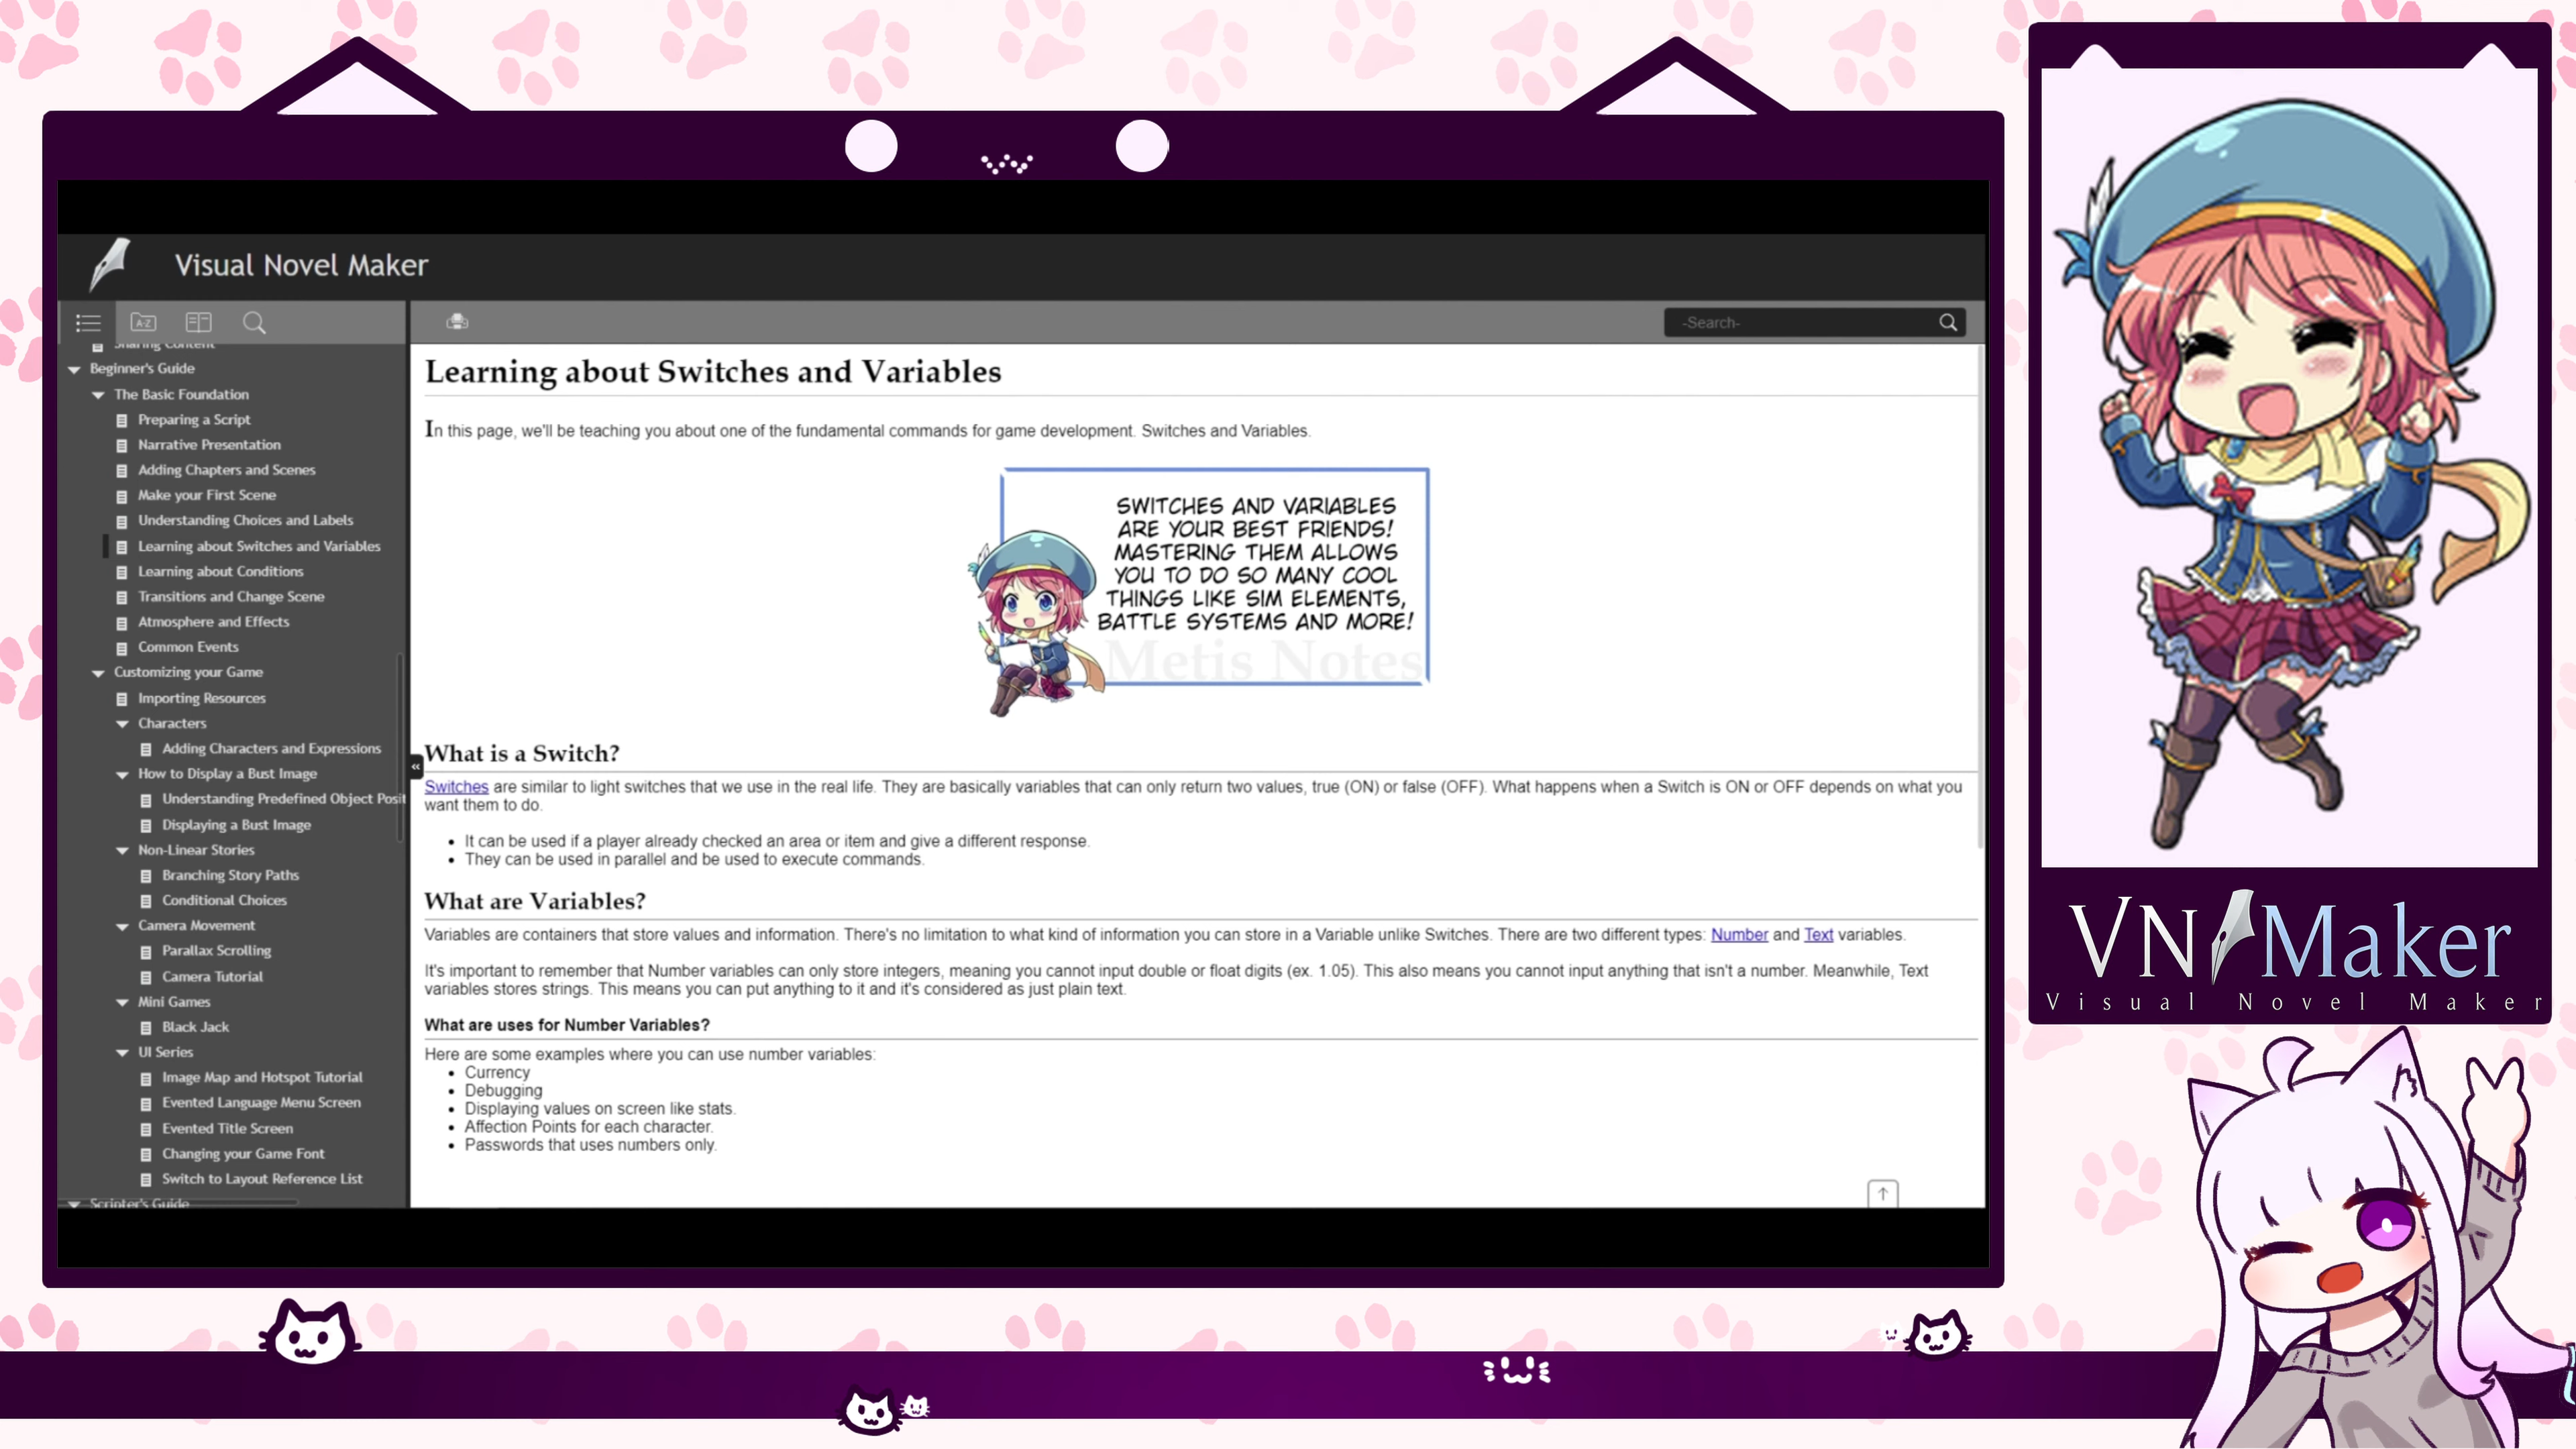 Visual Novel Maker
-Search-
Sharing Content
Beginner's Guide
The Basic Foundation
Preparing a Script
Narrative Presentation
Adding Chapters and Scenes
Make your First Scene
Understanding Choices and Labels
Learning about Switches and Variables
Learning about Conditions
Transitions and Change Scene
Atmosphere and Effects
Common Events
Customizing your Game
Importing Resources
Characters
Adding Characters and Expressions
How to Display a Bust Image
Understanding Predefined Object Posit
Displaying a Bust Image
Non-Linear Stories
Branching Story Paths
Conditional Choices
Camera Movement
Parallax Scrolling
Camera Tutorial
Mini Games
Black Jack
UI Series
Image Map and Hotspot Tutorial
Evented Language Menu Screen
Evented Title Screen
Changing your Game Font
Switch to Layout Reference List
Scripter's Guide
Learning about Switches and Variables
In this page, we'll be teaching you about one of the fundamental commands for game development. Switches and Variables.
SWITCHES AND VARIABLES
ARE YOUR BEST FRIENDS!
MASTERING THEM ALLOWS
YOU TO DO SO MANY COOL
THINGS LIKE SIM ELEMENTS,
BATTLE SYSTEMS AND MORE!
Metis Notes
What is a Switch?
Switches are similar to light switches that we use in the real life. They are basically variables that can only return two values, true (ON) or false (OFF). What happens when a Switch is ON or OFF depends on what you
want them to do.
• It can be used if a player already checked an area or item and give a different response.
• They can be used in parallel and be used to execute commands.
What are Variables?
Variables are containers that store values and information. There's no limitation to what kind of information you can store in a Variable unlike Switches. There are two different types: Number and Text variables.
It's important to remember that Number variables can only store integers, meaning you cannot input double or float digits (ex. 1.05). This also means you cannot input anything that isn't a number. Meanwhile, Text
variables stores strings. This means you can put anything to it and it's considered as just plain text.
What are uses for Number Variables?
Here are some examples where you can use number variables:
• Currency
• Debugging
• Displaying values on screen like stats.
• Affection Points for each character.
• Passwords that uses numbers only.
VN Maker
Visual Novel Maker